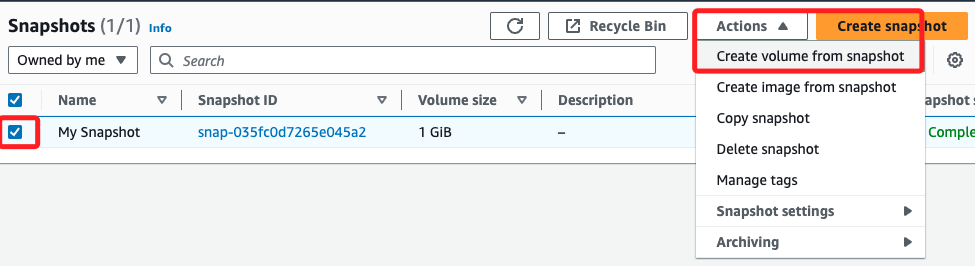 Snapshots (1/1) Info
Recycle Bin
Actions
Create snapshot
Owned by me
Search
Create volume from snapshot
Name
Snapshot ID
Volume size
Description
Create image from snapshot
My Snapshot
snap-035fc0d7265e045a2
1 GiB
–
Comple
Copy snapshot
Delete snapshot
Manage tags
Snapshot settings
Archiving